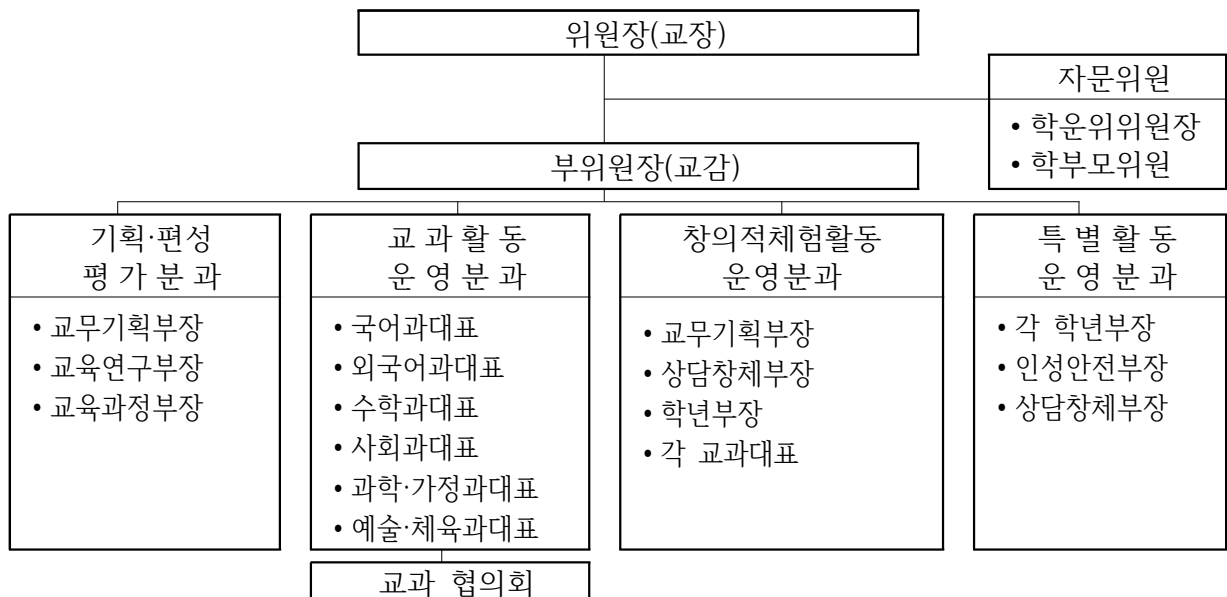 위원장(교장)
자문위원
• 학운위위원장
• 학부모위원
부위원장(교감)
기획·편성
평 가 분 과
• 교무기획부장
• 교육연구부장
• 교육과정부장
교 과 활 동
운 영 분 과
• 국어과대표
• 외국어과대표
• 수학과대표
• 사회과대표
• 과학·가정과대표
• 예술·체육과대표
교과 협의회
창의적체험활동
운영분과
• 교무기획부장
• 상담창체부장
• 학년부장
• 각 교과대표
특 별 활 동
운 영 분 과
• 각 학년부장
• 인성안전부장
• 상담창체부장